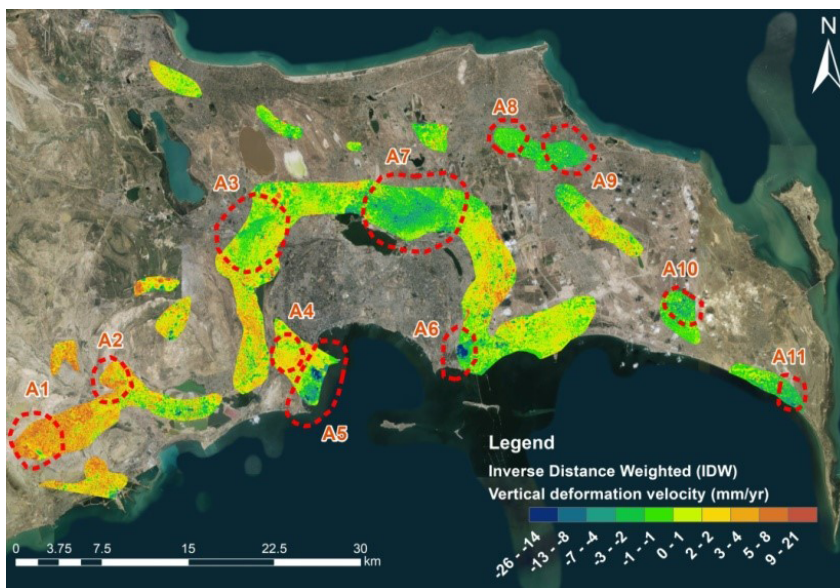 N
A8
A7
A3
A9
A10
A4
A2
A6
A1
A11
A5
Legend
Inverse Distance Weighted (IDW)
Vertical deformation velocity (mm/yr)
-26 - -14
-13 - -8
-7 - -4
-3 - -2
-1 - -1
0 - 1
2 - 2
3 - 4
5 - 8
9 - 21
0 3.75 7.5 15 22.5 30
km